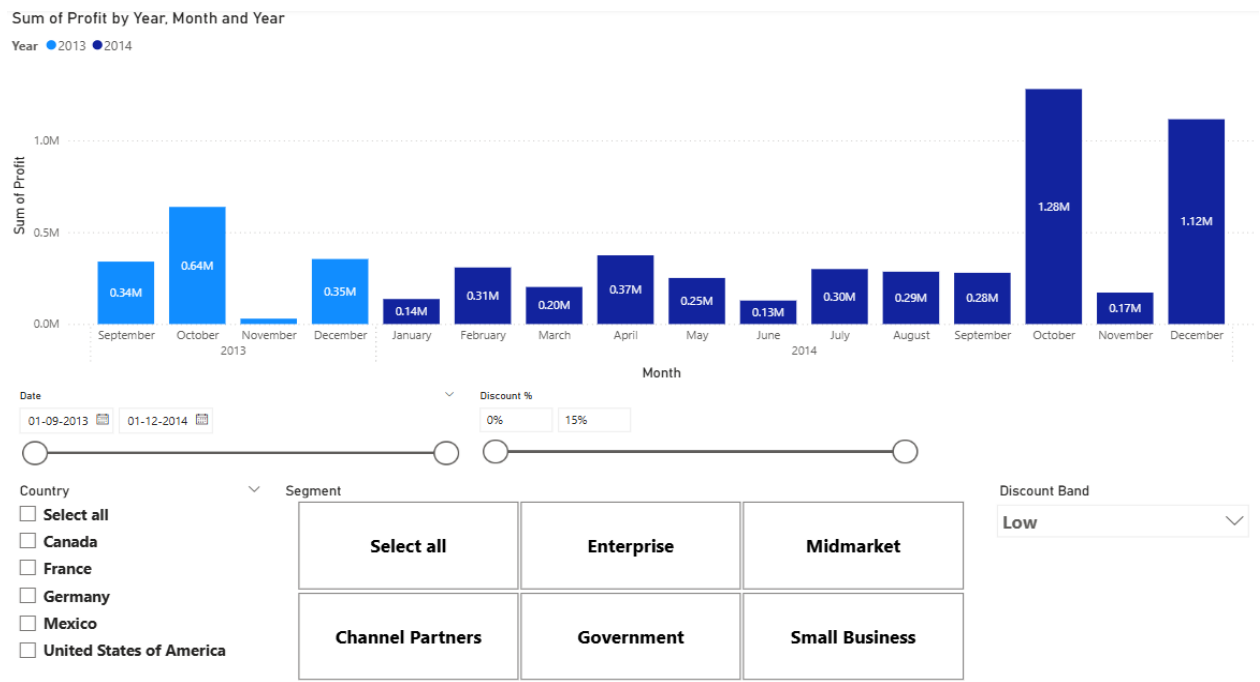 Sum of Profit by Year, Month and Year
Year 2013 2014
Sum of Profit
1.0M
0.5M
0.0M
0.34M
0.64M
0.35M
0.14M
0.31M
0.20M
0.37M
0.25M
0.13M
0.30M
0.29M
0.28M
1.28M
0.17M
1.12M
September October November December January February March April May June July August September October November December
2013 2014
Month
Date
01-09-2013 01-12-2014
Discount %
0% 15%
Country
Select all
Canada
France
Germany
Mexico
United States of America
Segment
Select all Enterprise Midmarket
Channel Partners Government Small Business
Discount Band
Low